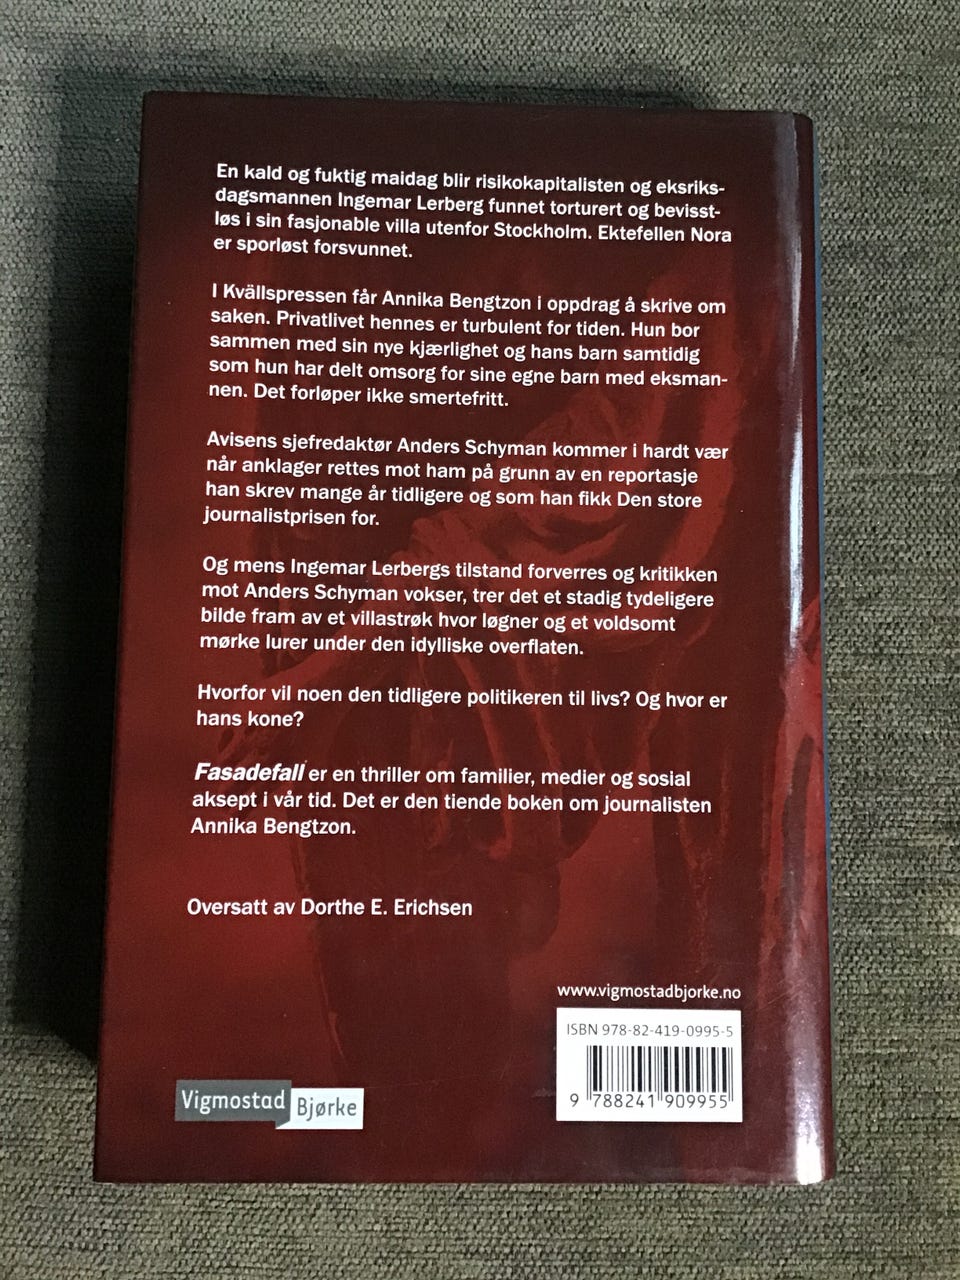 En kald og fuktig maidag blir risikokapitalisten og eksriks-
dagsmannen Ingemar Lerberg funnet torturert og bevisst-
løs i sin fasjonable villa utenfor Stockholm. Ektefellen Nora
er sporløst forsvunnet.
I Kvällspressen får Annika Bengtzon i oppdrag å skrive om
saken. Privatlivet hennes er turbulent for tiden. Hun bor
sammen med sin nye kjærlighet og hans barn samtidig
som hun har delt omsorg for sine egne barn med eksman-
nen. Det forløper ikke smertefritt.
Avisens sjefredaktør Anders Schyman kommer i hardt vær
når anklager rettes mot ham på grunn av en reportasje
han skrev mange år tidligere og som han fikk Den store
journalistprisen for.
Og mens Ingemar Lerbergs tilstand forverres og kritikken
mot Anders Schyman vokser, trer det et stadig tydeligere
bilde fram av et villastrøk hvor løgner og et voldsomt
mørke lurer under den idylliske overflaten.
Hvorfor vil noen den tidligere politikeren til livs? Og hvor er
hans kone?
Fasadefall er en thriller om familier, medier og sosial
aksept i vår tid. Det er den tiende boken om journalisten
Annika Bengtzon.
Oversatt av Dorthe E. Erichsen
www.vigmostadbjorke.no
ISBN 978-82-419-0995-5
9 788241 909955
Vigmostad
Bjørke